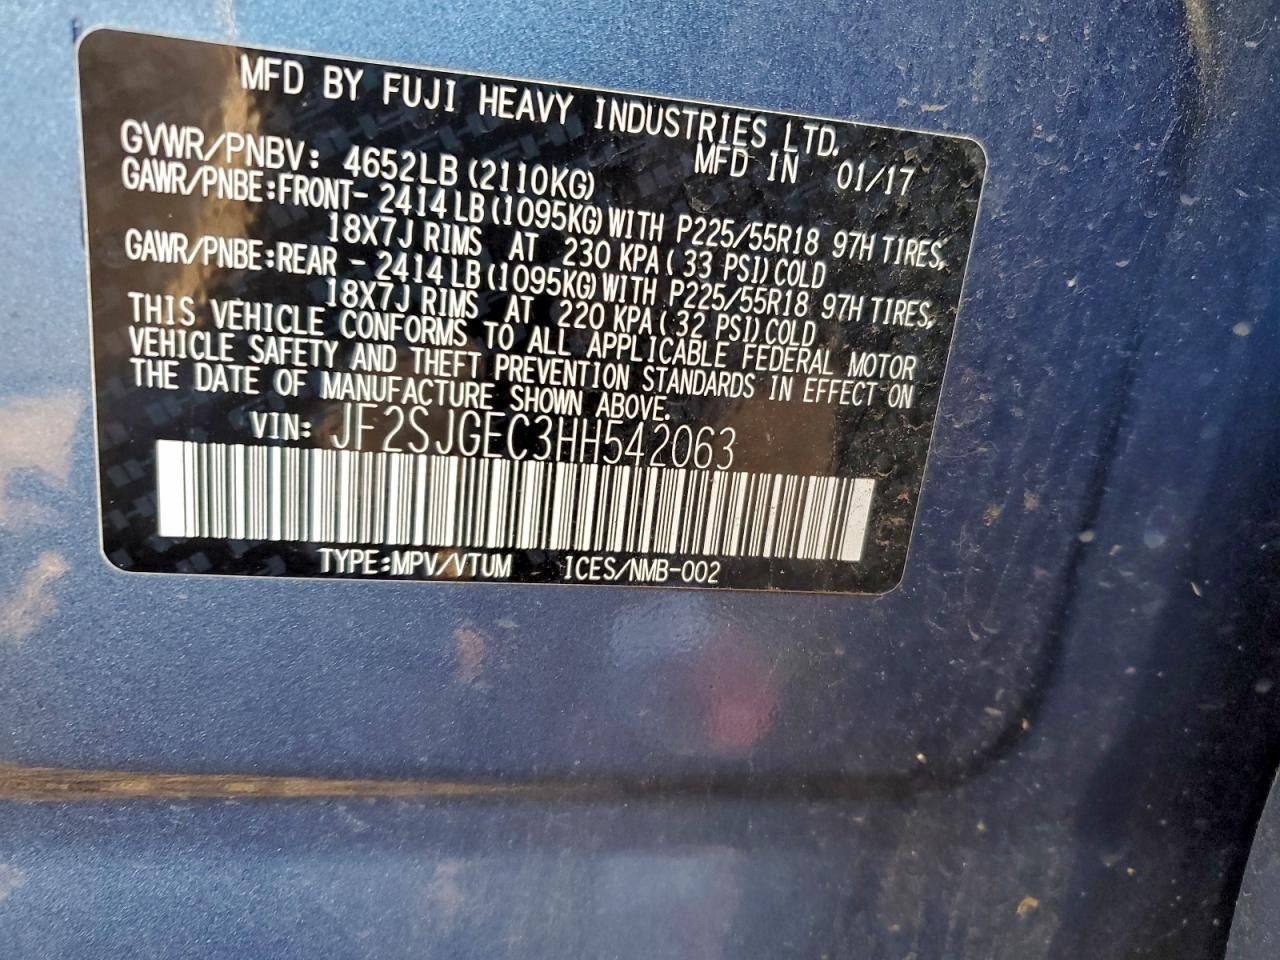 MFD BY FUJI HEAVY INDUSTRIES LTD.
GVWR/PNBV: 4652LB (2110KG) MFD IN 01/17
GAWR/PNBE:FRONT- 2414LB (1095KG) WITH P225/55R18 97H TIRES,
18X7J RIMS AT 230 KPA ( 33 PSI) COLD
GAWR/PNBE:REAR - 2414LB (1095KG) WITH P225/55R18 97H TIRES,
18X7J RIMS AT 220 KPA ( 32 PSI) COLD
THIS VEHICLE CONFORMS TO ALL APPLICABLE FEDERAL MOTOR
VEHICLE SAFETY AND THEFT PREVENTION STANDARDS IN EFFECT ON
THE DATE OF MANUFACTURE SHOWN ABOVE.
VIN: JF2SJGEC3HH542063
TYPE:MPV/VTUM ICES/NMB-002